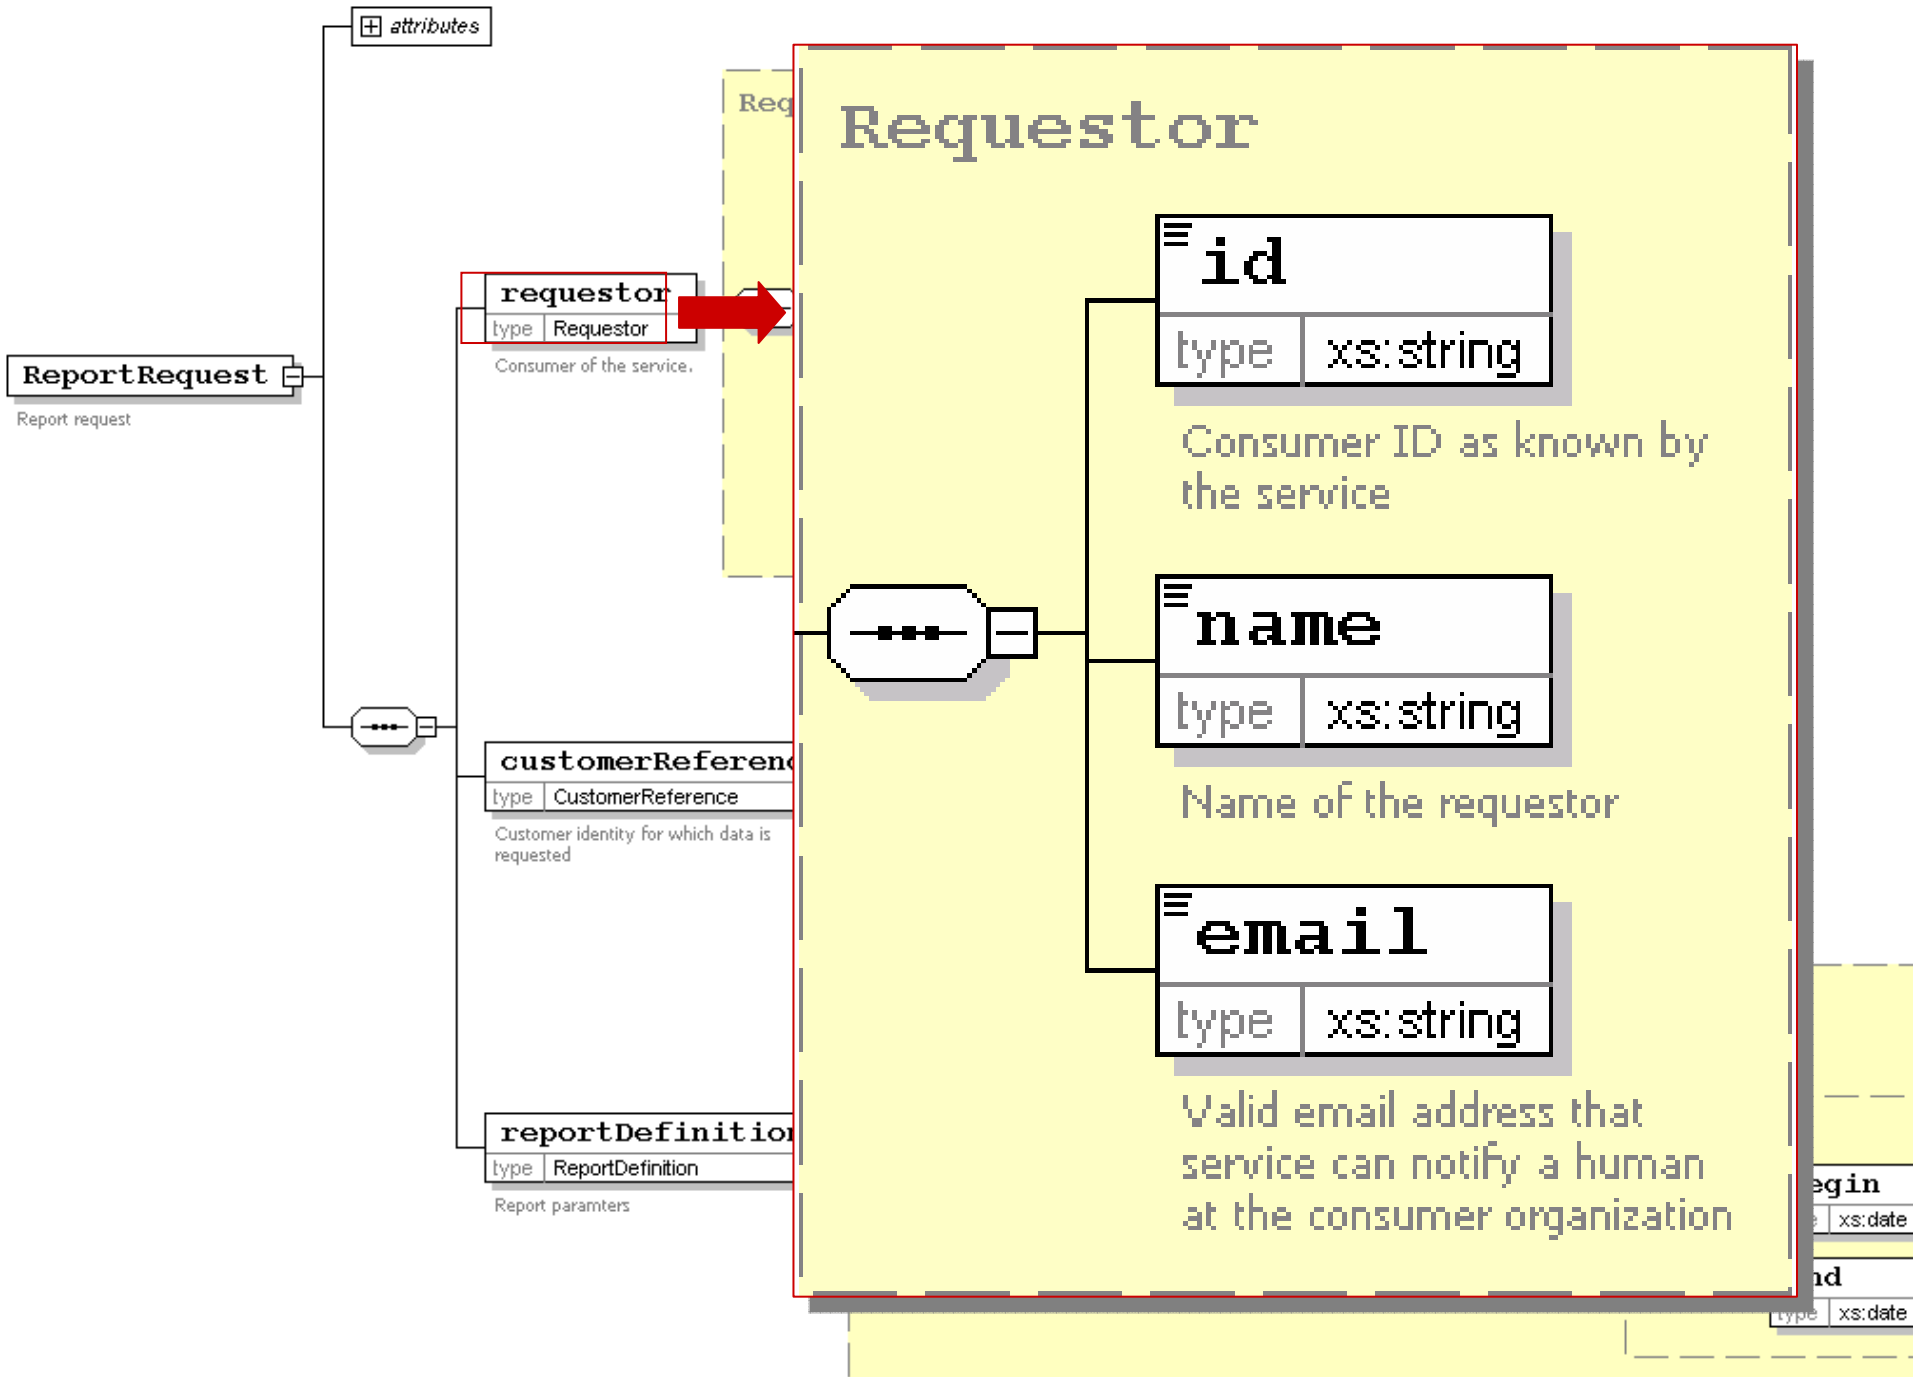 attributes
Req
Requestor
id
type xs:string
Consumer ID as known by
the service
requestor
type Requestor
Consumer of the service.
ReportRequest
Report request
name
type xs:string
Name of the requestor
customerReferenc
type CustomerReference
Customer identity for which data is
requested
email
type xs:string
Valid email address that
service can notify a human
at the consumer organization
reportDefinition
type ReportDefinition
Report paramters
egin
xs:date
nd
type xs:date